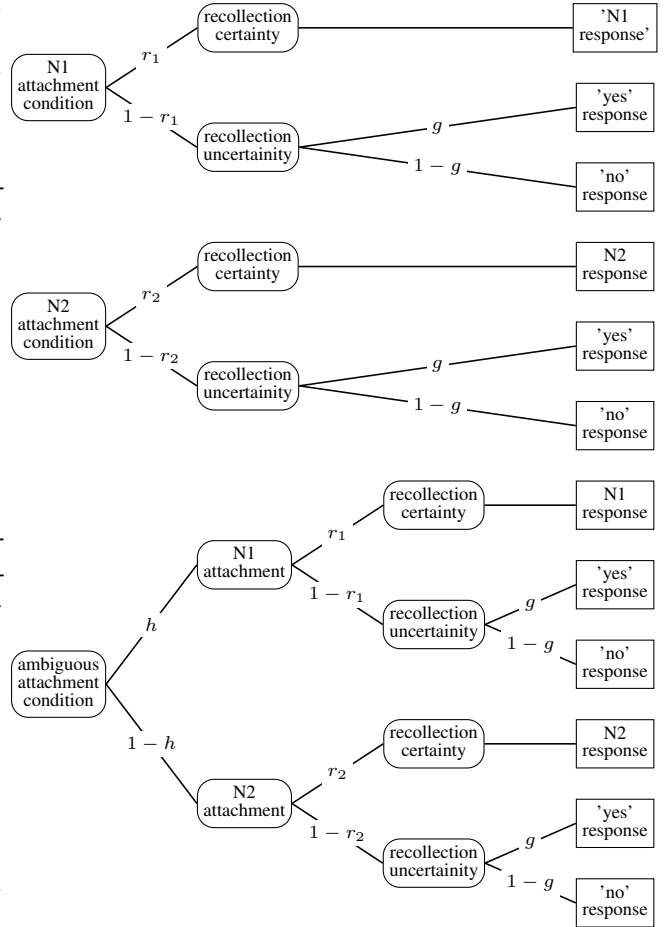 recollection
certainty
'N1
response'
r₁
N1
attachment
condition
1 − r₁
recollection
uncertainity
g
'yes'
response
1 − g
'no'
response
recollection
certainty
N2
response
r₂
N2
attachment
condition
1 − r₂
recollection
uncertainity
g
'yes'
response
1 − g
'no'
response
recollection
certainty
N1
response
r₁
N1
attachment
1 − r₁
recollection
uncertainity
g
'yes'
response
1 − g
'no'
response
h
ambiguous
attachment
condition
1 − h
recollection
certainty
N2
response
r₂
N2
attachment
1 − r₂
recollection
uncertainity
g
'yes'
response
1 − g
'no'
response